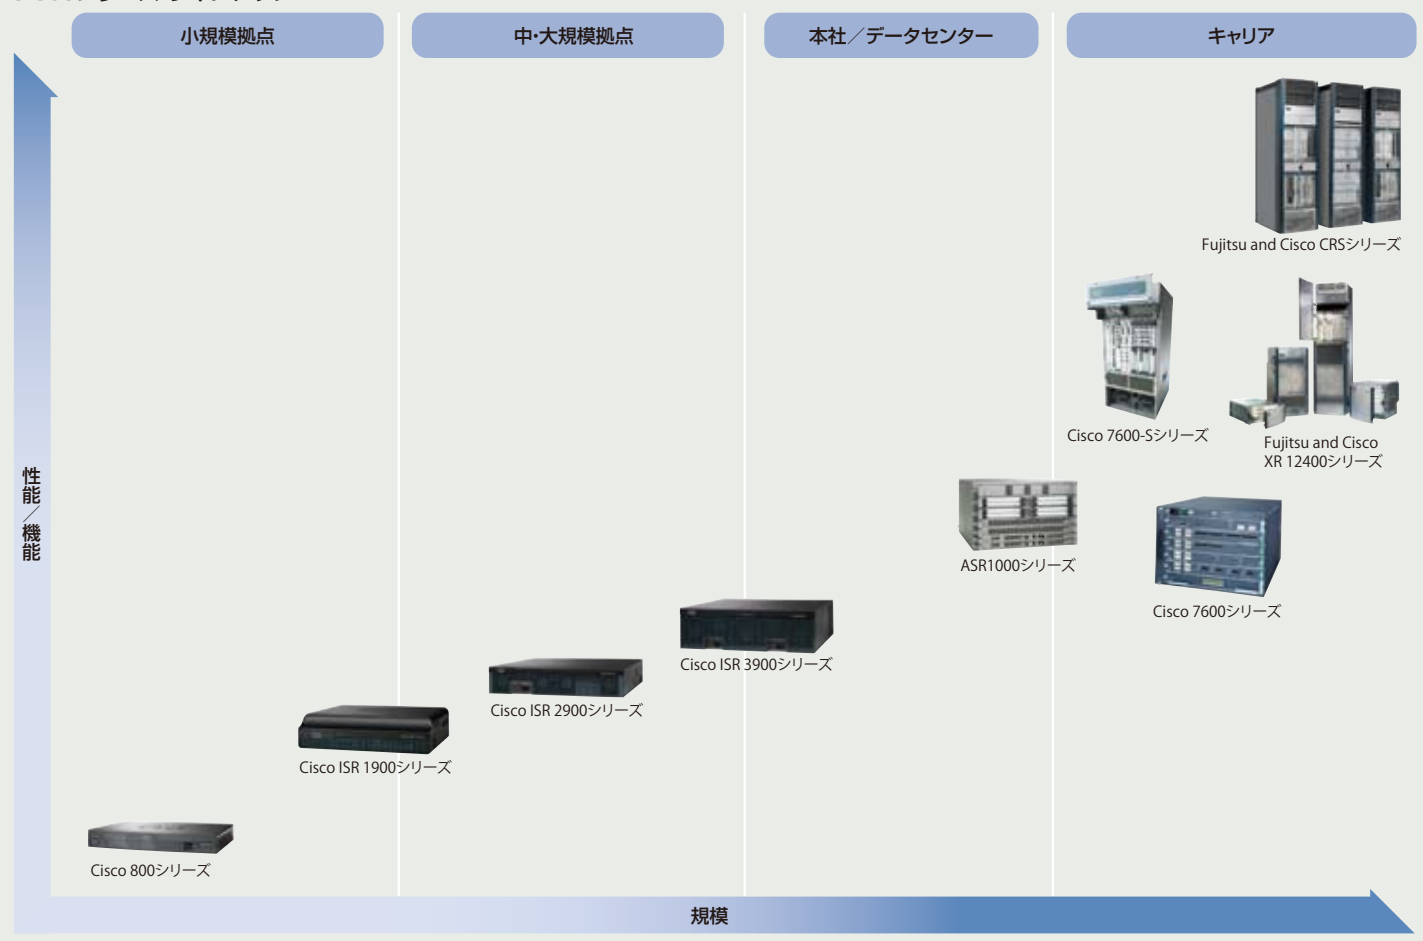 小規模拠点
中・大規模拠点
本社／データセンター
キャリア
Fujitsu and Cisco CRSシリーズ
Cisco 7600-Sシリーズ
Fujitsu and Cisco
XR 12400シリーズ
性能／機能
ASR1000シリーズ
Cisco 7600シリーズ
Cisco ISR 3900シリーズ
Cisco ISR 2900シリーズ
Cisco ISR 1900シリーズ
Cisco 800シリーズ
規模